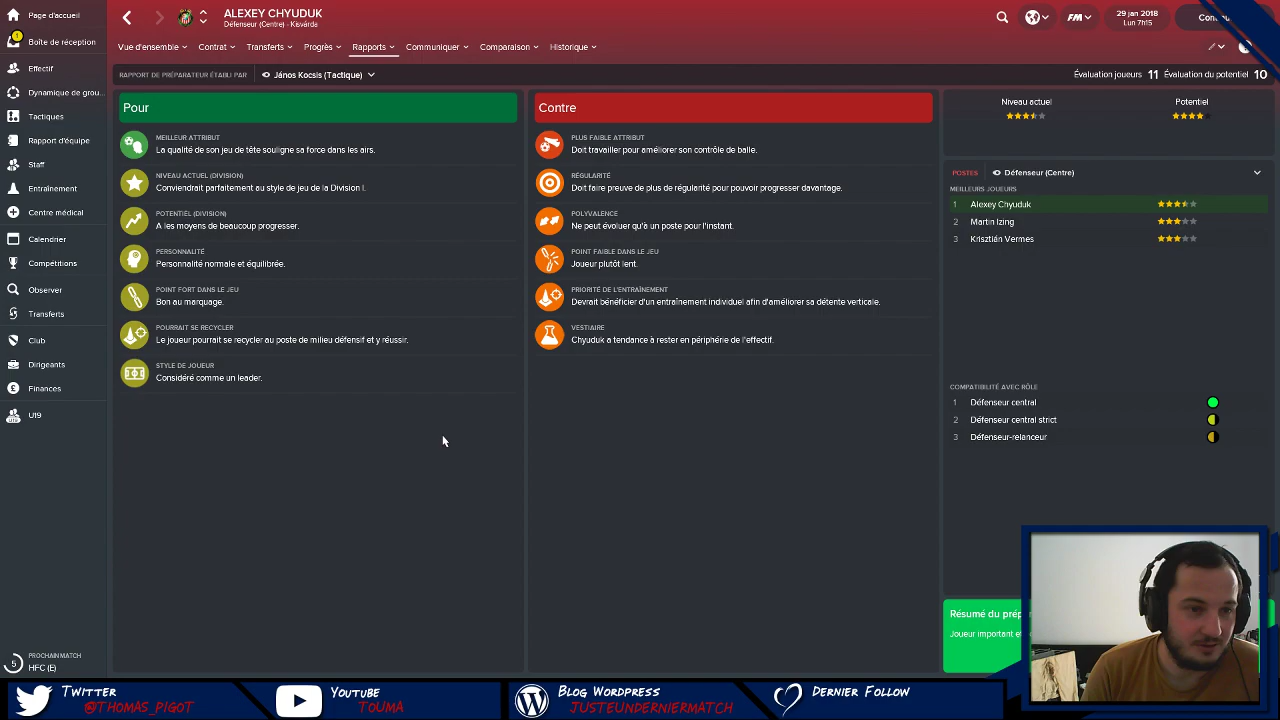 Page d'accueil
Boîte de réception
Effectif
Dynamique de grou...
Tactiques
Rapport d'équipe
Staff
Entraînement
Centre médical
Calendrier
Compétitions
Observer
Transferts
Club
Dirigeants
Finances
U19
5
PROCHAIN MATCH
HFC (E)
ALEXEY CHYUDUK
Défenseur (Centre) - Kisvárda
29 jan 2018
Lun 7h15
FM
Vue d'ensemble
Contrat
Transferts
Progrès
Rapports
Communiquer
Comparaison
Historique
RAPPORT DE PRÉPARATEUR ÉTABLI PAR
János Kocsis (Tactique)
Évaluation joueurs 11 Évaluation du potentiel 10
Pour
MEILLEUR ATTRIBUT
La qualité de son jeu de tête souligne sa force dans les airs.
NIVEAU ACTUEL (DIVISION)
Conviendrait parfaitement au style de jeu de la Division I.
POTENTIEL (DIVISION)
A les moyens de beaucoup progresser.
PERSONNALITÉ
Personnalité normale et équilibrée.
POINT FORT DANS LE JEU
Bon au marquage.
POURRAIT SE RECYCLER
Le joueur pourrait se recycler au poste de milieu défensif et y réussir.
STYLE DE JOUEUR
Considéré comme un leader.
Contre
PLUS FAIBLE ATTRIBUT
Doit travailler pour améliorer son contrôle de balle.
RÉGULARITÉ
Doit faire preuve de plus de régularité pour pouvoir progresser davantage.
POLYVALENCE
Ne peut évoluer qu'à un poste pour l'instant.
POINT FAIBLE DANS LE JEU
Joueur plutôt lent.
PRIORITÉ DE L'ENTRAÎNEMENT
Devrait bénéficier d'un entraînement individuel afin d'améliorer sa détente verticale.
VESTIAIRE
Chyuduk a tendance à rester en périphérie de l'effectif.
Niveau actuel
Potentiel
POSTES
Défenseur (Centre)
MEILLEURS JOUEURS
1 Alexey Chyuduk
2 Martin Izing
3 Krisztián Vermes
COMPATIBILITÉ AVEC RÔLE
1 Défenseur central
2 Défenseur central strict
3 Défenseur-relanceur
Résumé du prép
Joueur important et
TWITTER
@THOMAS_PIGOT
YOUTUBE
TOUMA
BLOG WORDPRESS
JUSTEUNDERNIERMATCH
DERNIER FOLLOW